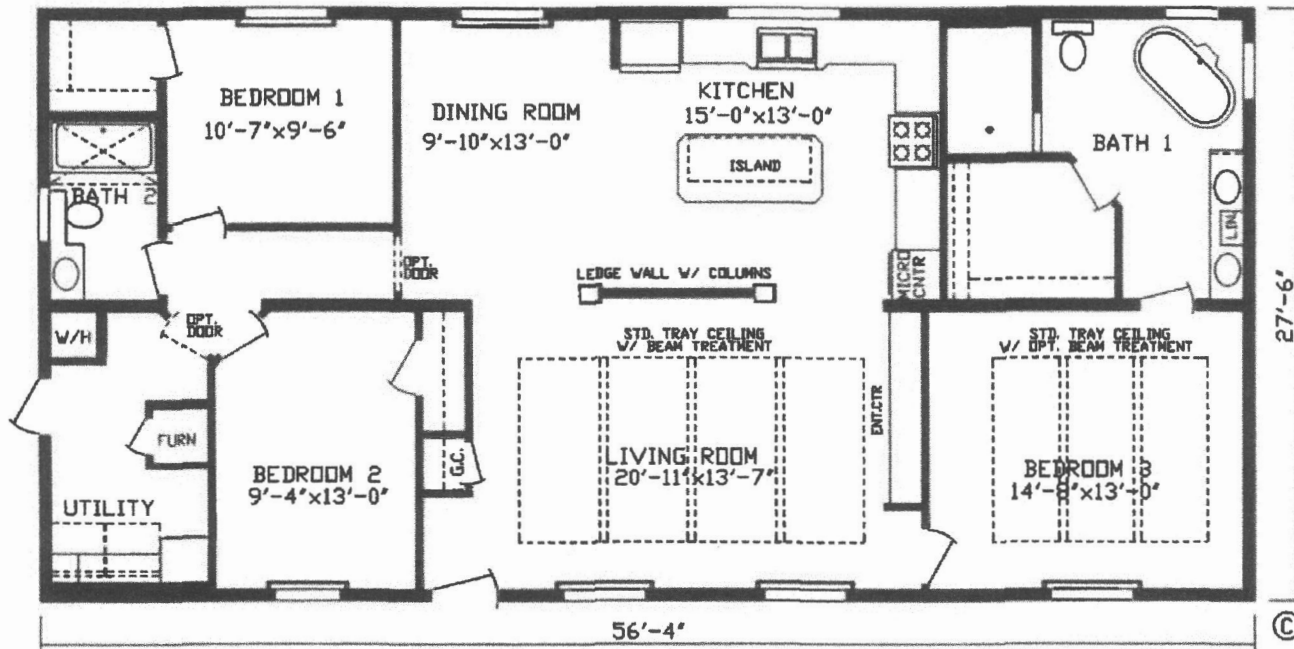 BEDROOM 1
10'-7"x9'-6"
DINING ROOM
9'-10"x13'-0"
KITCHEN
15'-0"x13'-0"
ISLAND
BATH 1
BATH 2
LIN
OPT.
DOOR
MICRO
CNTR
LEDGE WALL W/ COLUMNS
W/H
OPT.
DOOR
STD. TRAY CEILING
W/ BEAM TREATMENT
STD. TRAY CEILING
W/ OPT. BEAM TREATMENT
27'-6"
ENT.CTR
FURN
G.C.
UTILITY
BEDROOM 2
9'-4"x13'-0"
LIVING ROOM
20'-11"x13'-7"
BEDROOM 3
14'-8"x13'-0"
56'-4"
©